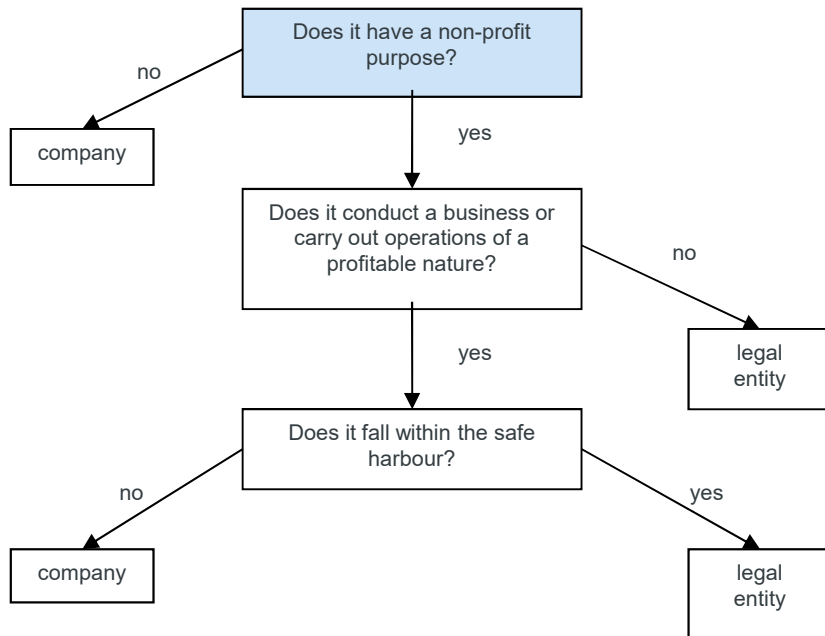 Does it have a non-profit
purpose?
no
yes
company
Does it conduct a business or
carry out operations of a
profitable nature?
no
yes
legal
entity
Does it fall within the safe
harbour?
no
yes
company
legal
entity